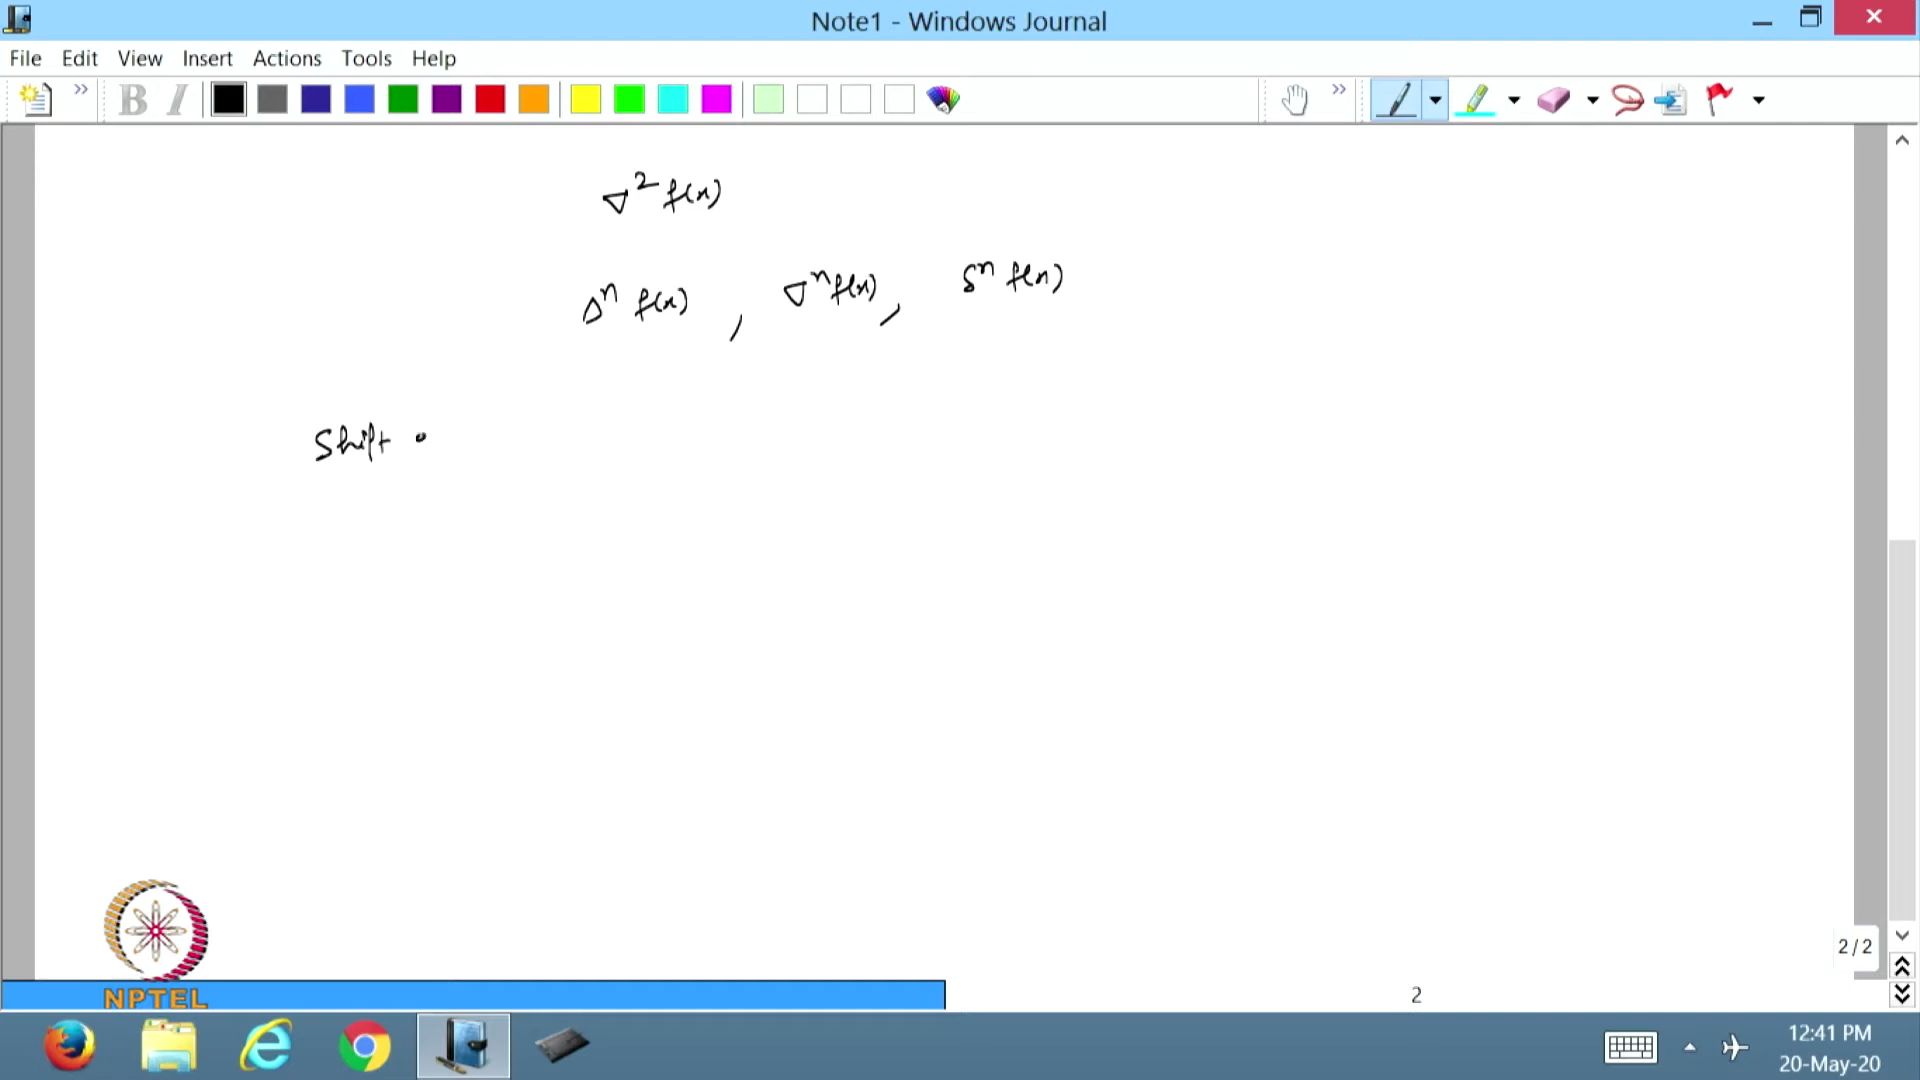 Note1 - Windows Journal
File Edit View Insert Actions Tools Help
B I
∇² f(x)
Δⁿ f(x) , ∇ⁿ f(x) , δⁿ f(x)
Shift
2 / 2
NPTEL
2
12:41 PM
20-May-20